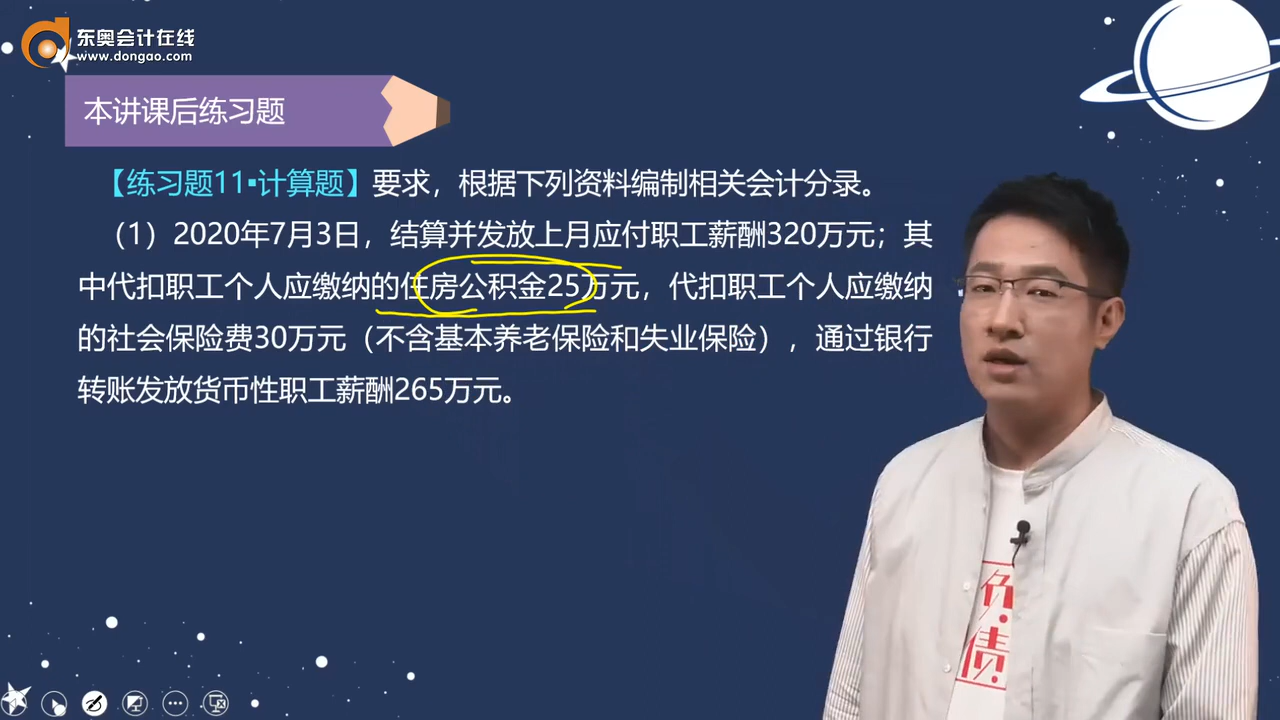 东奥会计在线
www.dongao.com
本讲课后练习题
【练习题11▪计算题】要求，根据下列资料编制相关会计分录。
（1）2020年7月3日，结算并发放上月应付职工薪酬320万元；其
中代扣职工个人应缴纳的住房公积金25万元，代扣职工个人应缴纳
的社会保险费30万元（不含基本养老保险和失业保险），通过银行
转账发放货币性职工薪酬265万元。
负债